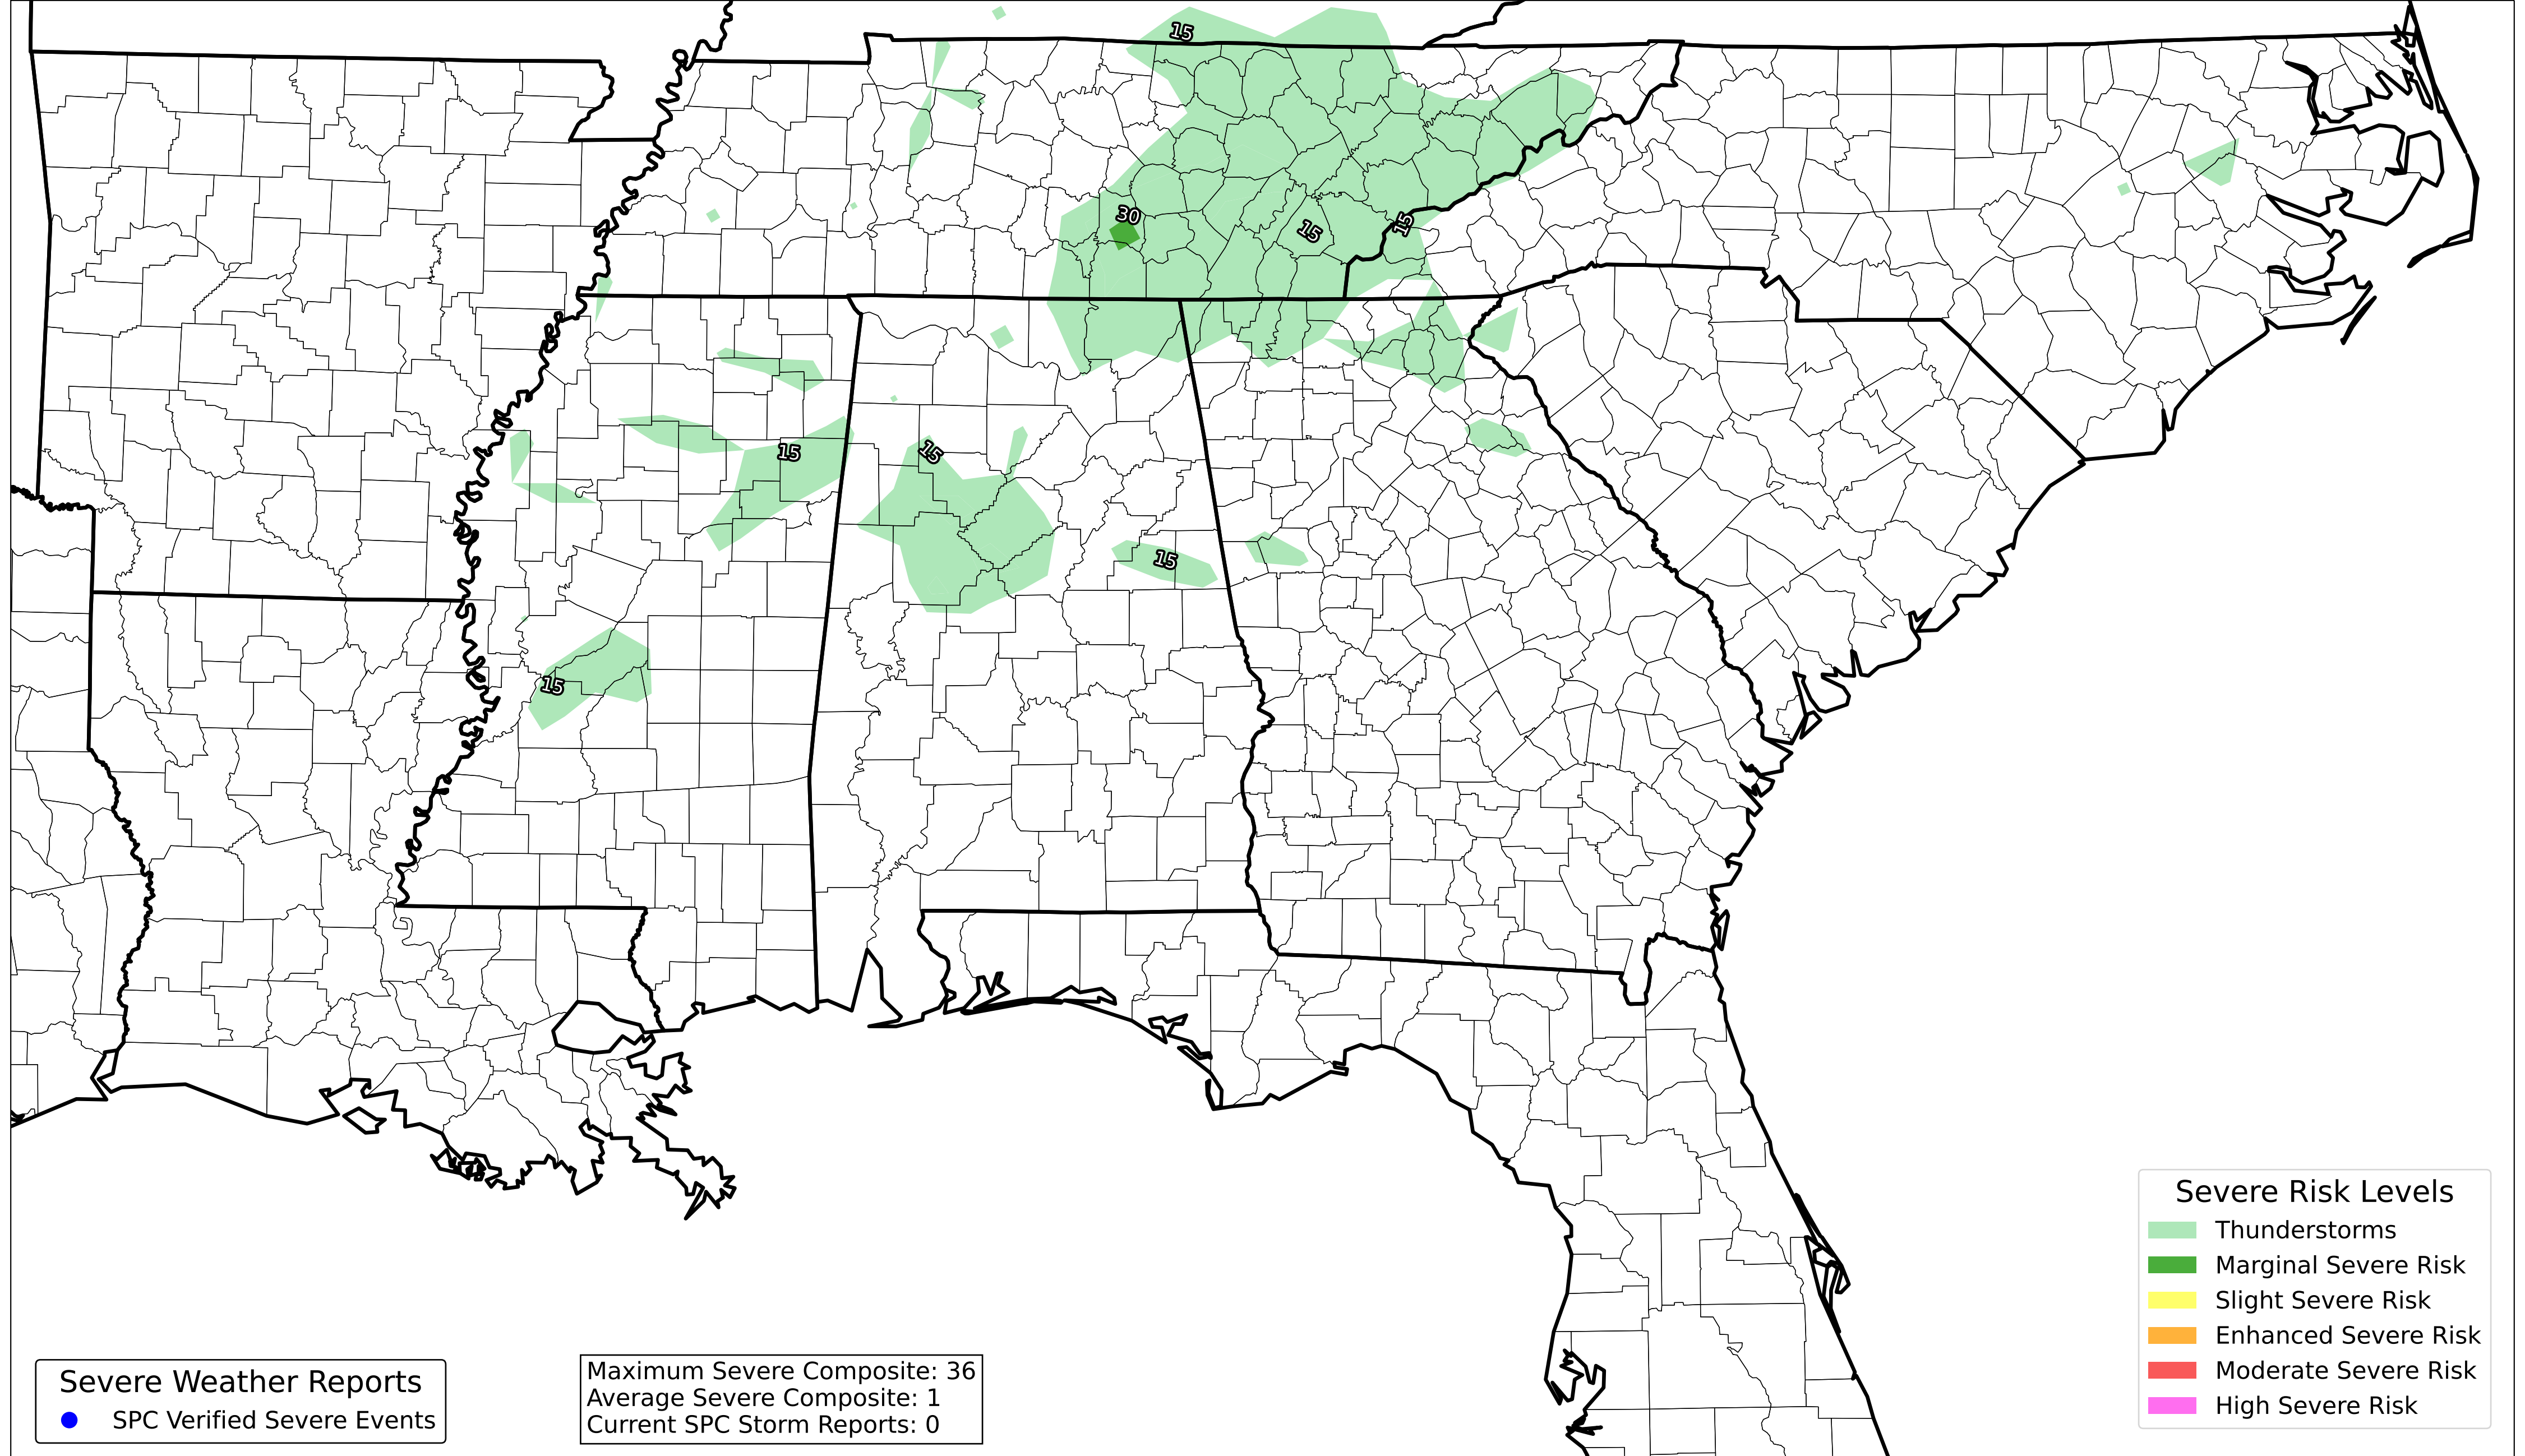 15
30
15
15
15
15
15
15
Severe Weather Reports
SPC Verified Severe Events
Maximum Severe Composite: 36
Average Severe Composite: 1
Current SPC Storm Reports: 0
Severe Risk Levels
Thunderstorms
Marginal Severe Risk
Slight Severe Risk
Enhanced Severe Risk
Moderate Severe Risk
High Severe Risk